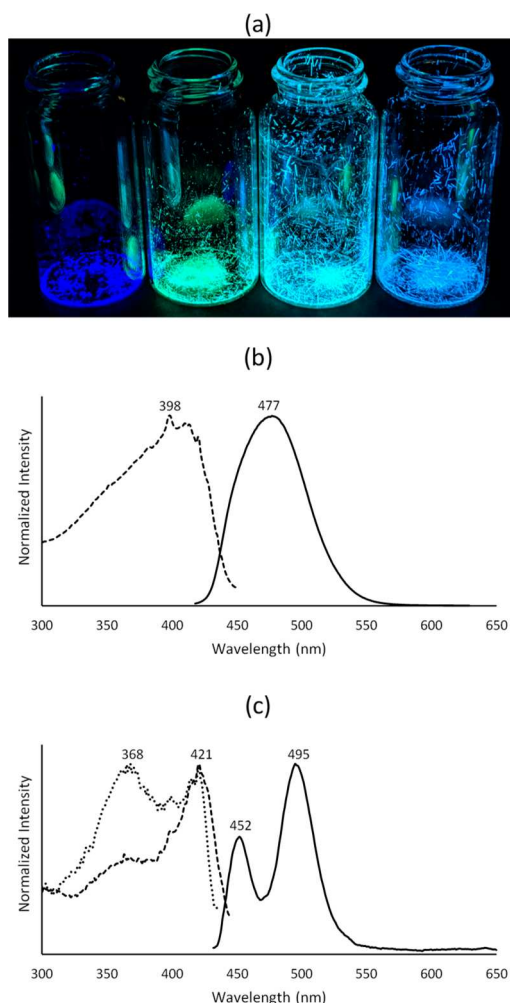 (a)
(b)
398 477
Normalized Intensity
300 350 400 450 500 550 600 650
Wavelength (nm)
(c)
368 421 495
452
Normalized Intensity
300 350 400 450 500 550 600 650
Wavelength (nm)